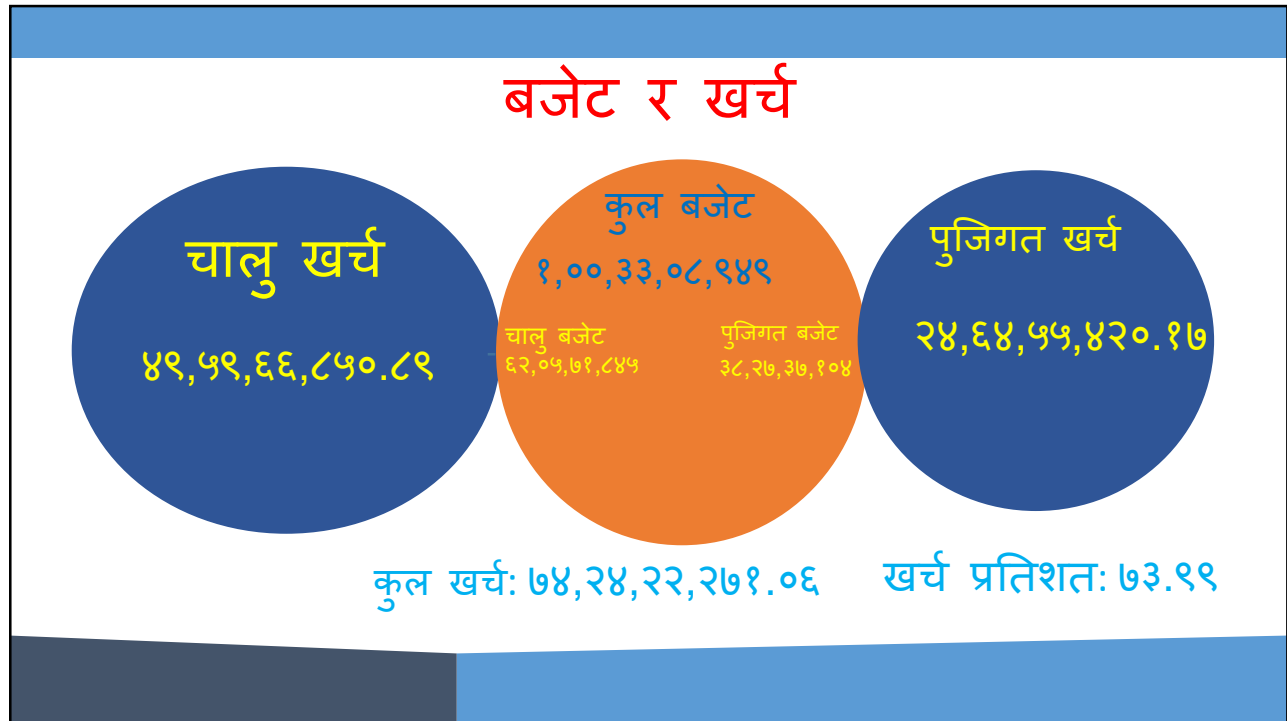 बजेट र खर्च
चालु खर्च
४९,५९,६६,८५०.८९
कुल बजेट
१,००,३३,०८,९४९
चालु बजेट
६२,०५,७१,८४५
पुजिगत बजेट
३८,२७,३७,१०४
पुजिगत खर्च
२४,६४,५५,४२०.१७
कुल खर्च: ७४,२४,२२,२७१.०६
खर्च प्रतिशत: ७३.९९